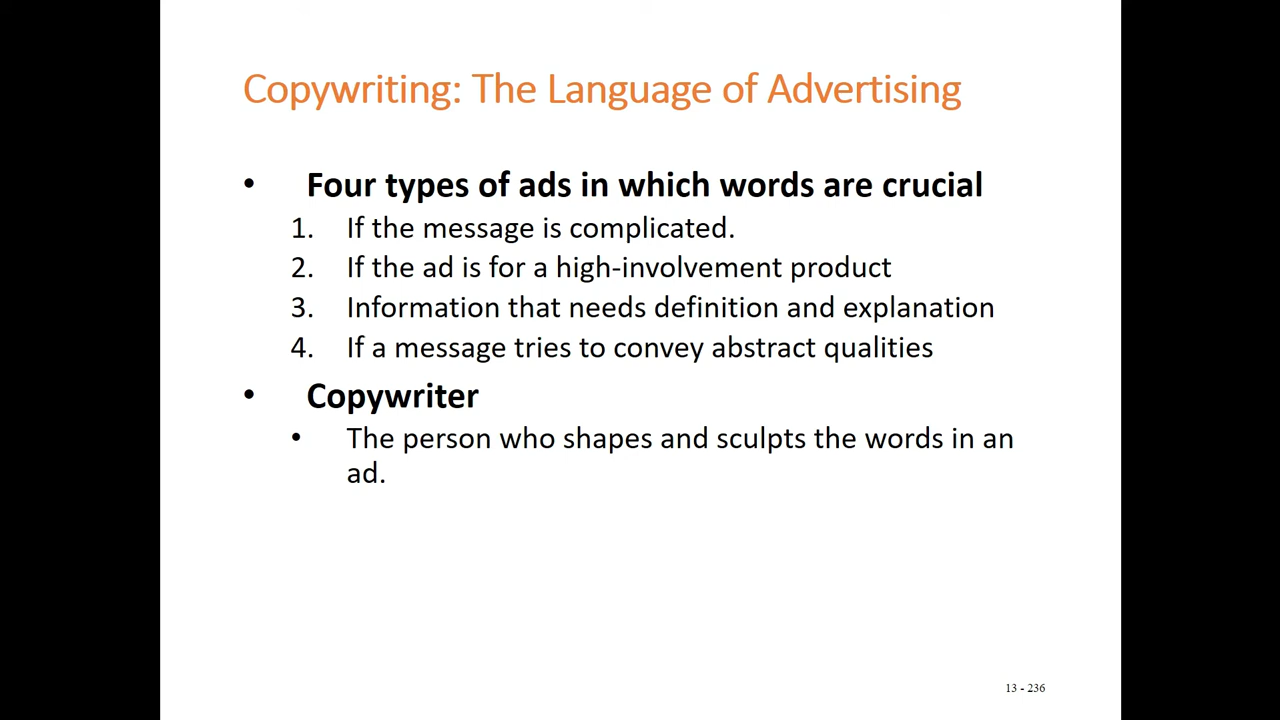 Copywriting: The Language of Advertising
• Four types of ads in which words are crucial
1. If the message is complicated.
2. If the ad is for a high-involvement product
3. Information that needs definition and explanation
4. If a message tries to convey abstract qualities
• Copywriter
• The person who shapes and sculpts the words in an
ad.
13 - 236